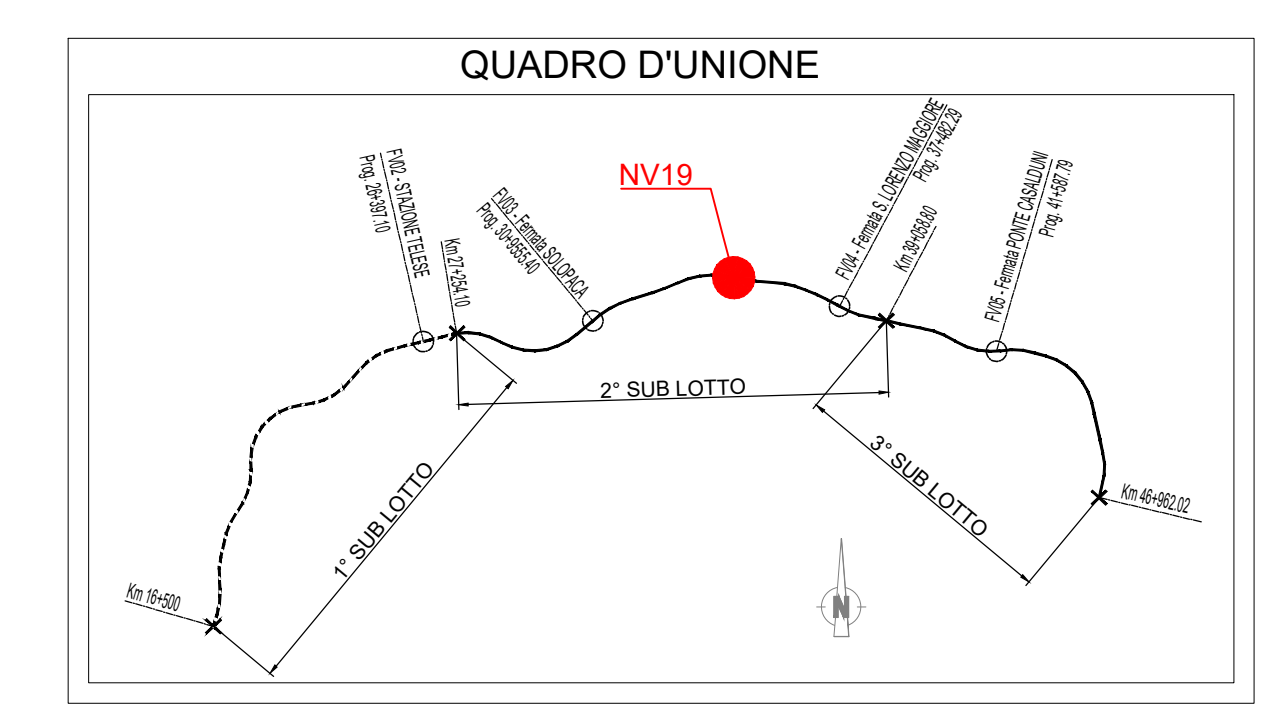 QUADRO D'UNIONE
FV02 - STAZIONE TELESE
Prog. 26+397.10
Km 27+254.10
FV03 - Fermata SOLOPACA
Prog. 30+9555.40
NV19
FV04 - Fermata S. LORENZO MAGGIORE
Prog. 37+482.29
Km 39+058.80
FV05 - Fermata PONTE CASALDUNI
Prog. 41+587.79
2° SUB LOTTO
1° SUB LOTTO
3° SUB LOTTO
Km 46+962.02
Km 16+500
N